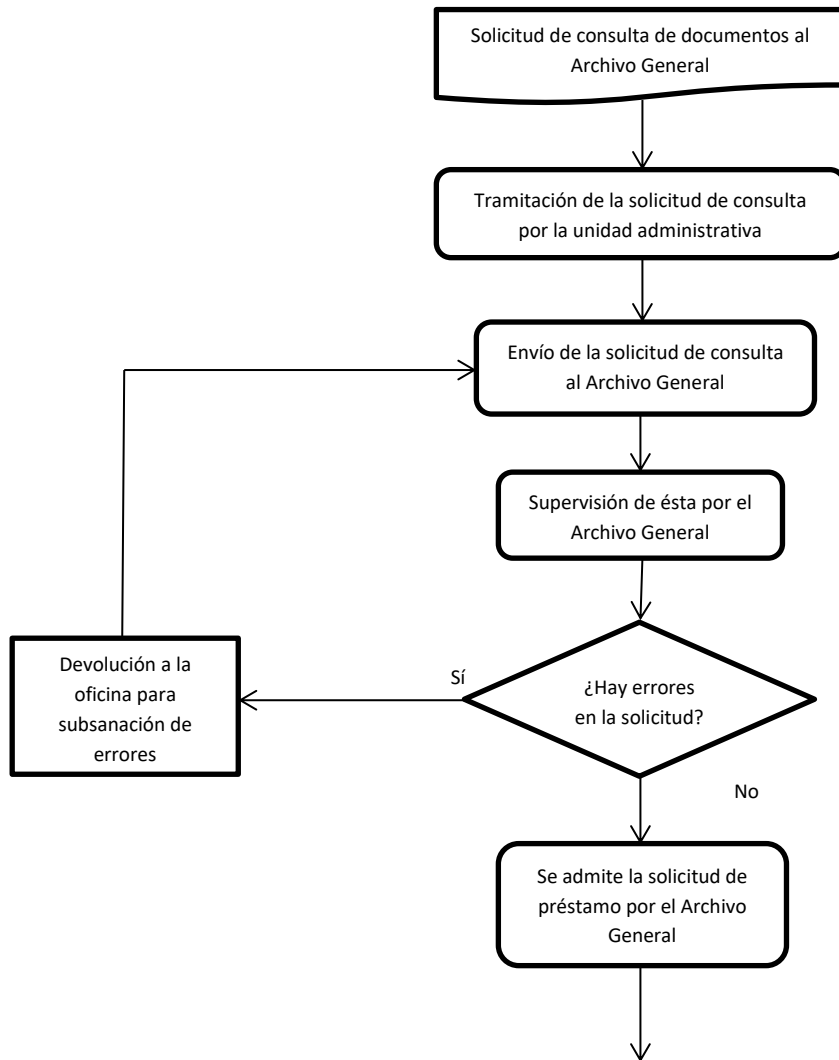 Solicitud de consulta de documentos al
Archivo General
Tramitación de la solicitud de consulta
por la unidad administrativa
Envío de la solicitud de consulta
al Archivo General
Supervisión de ésta por el
Archivo General
Devolución a la
oficina para
subsanación de
errores
Sí
¿Hay errores
en la solicitud?
No
Se admite la solicitud de
préstamo por el Archivo
General